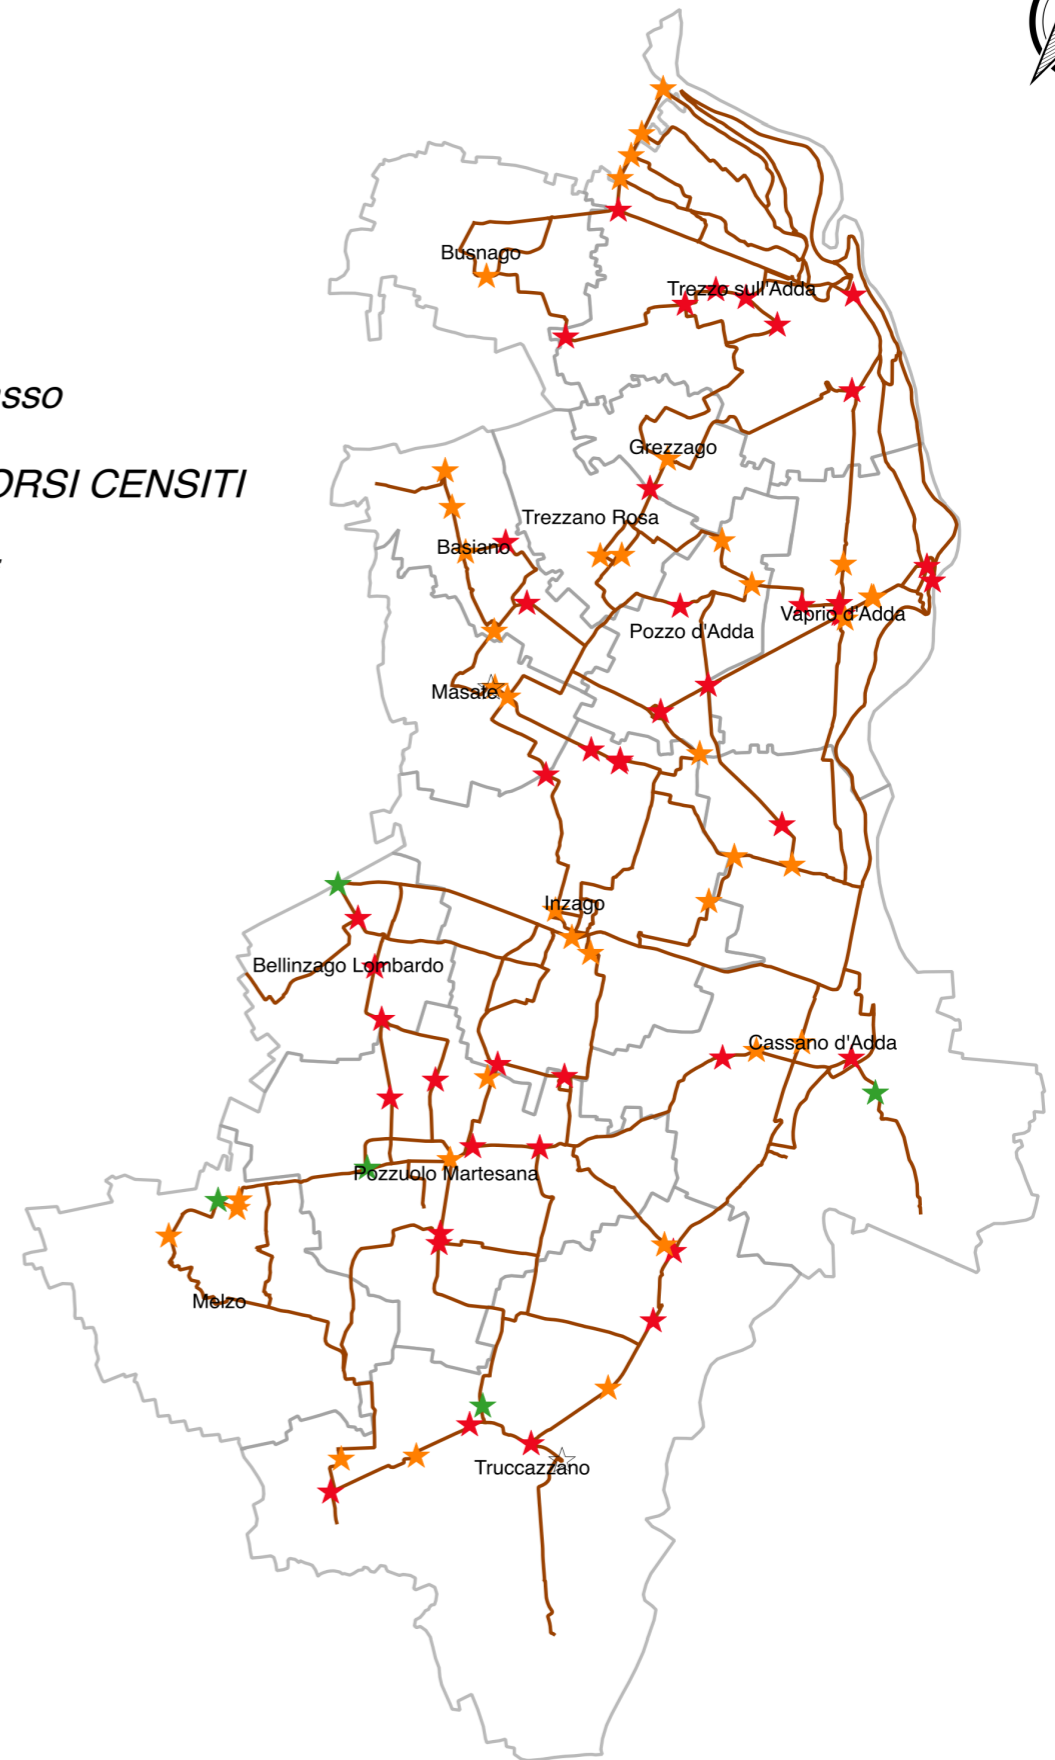 Busnago
Trezzo sull'Adda
sso
Grezzago
ORSI CENSITI
Trezzano Rosa
Basiano
Vaprio d'Adda
Pozzo d'Adda
Masate
Inzago
Bellinzago Lombardo
Cassano d'Adda
Pozzuolo Martesana
Melzo
Truccazzano